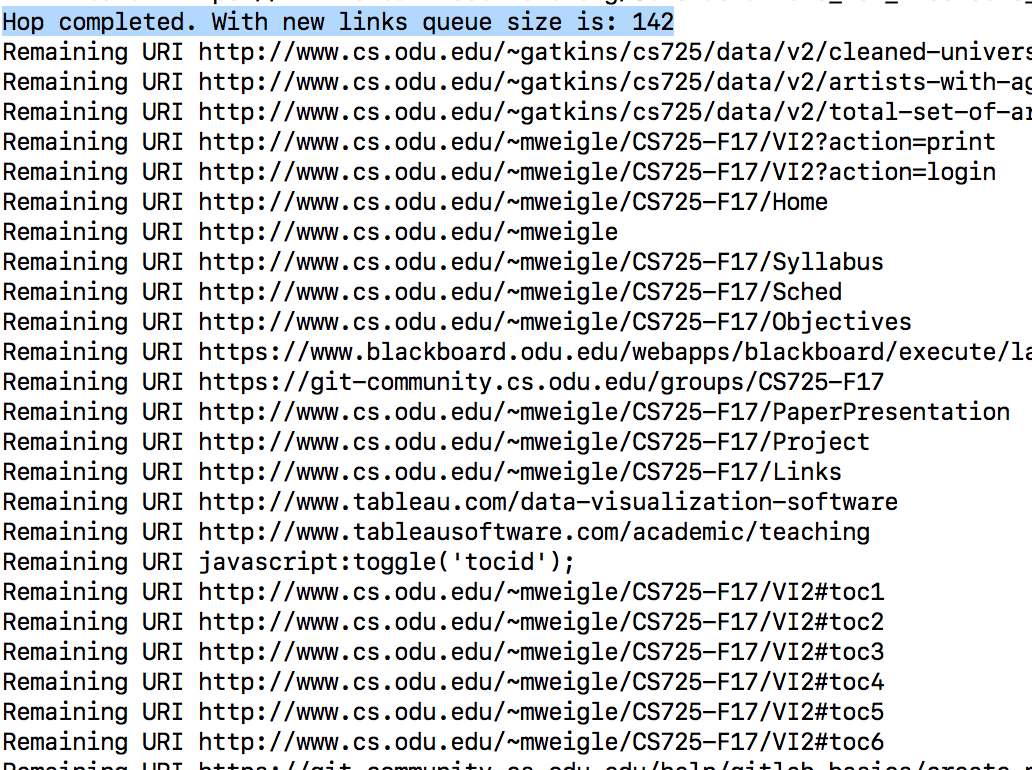 Hop completed. With new links queue size is: 142
Remaining URI http://www.cs.odu.edu/~gatkins/cs725/data/v2/cleaned-univers
Remaining URI http://www.cs.odu.edu/~gatkins/cs725/data/v2/artists-with-ag
Remaining URI http://www.cs.odu.edu/~gatkins/cs725/data/v2/total-set-of-ar
Remaining URI http://www.cs.odu.edu/~mweigle/CS725-F17/VI2?action=print
Remaining URI http://www.cs.odu.edu/~mweigle/CS725-F17/VI2?action=login
Remaining URI http://www.cs.odu.edu/~mweigle/CS725-F17/Home
Remaining URI http://www.cs.odu.edu/~mweigle
Remaining URI http://www.cs.odu.edu/~mweigle/CS725-F17/Syllabus
Remaining URI http://www.cs.odu.edu/~mweigle/CS725-F17/Sched
Remaining URI http://www.cs.odu.edu/~mweigle/CS725-F17/Objectives
Remaining URI https://www.blackboard.odu.edu/webapps/blackboard/execute/la
Remaining URI https://git-community.cs.odu.edu/groups/CS725-F17
Remaining URI http://www.cs.odu.edu/~mweigle/CS725-F17/PaperPresentation
Remaining URI http://www.cs.odu.edu/~mweigle/CS725-F17/Project
Remaining URI http://www.cs.odu.edu/~mweigle/CS725-F17/Links
Remaining URI http://www.tableau.com/data-visualization-software
Remaining URI http://www.tableausoftware.com/academic/teaching
Remaining URI javascript:toggle('tocid');
Remaining URI http://www.cs.odu.edu/~mweigle/CS725-F17/VI2#toc1
Remaining URI http://www.cs.odu.edu/~mweigle/CS725-F17/VI2#toc2
Remaining URI http://www.cs.odu.edu/~mweigle/CS725-F17/VI2#toc3
Remaining URI http://www.cs.odu.edu/~mweigle/CS725-F17/VI2#toc4
Remaining URI http://www.cs.odu.edu/~mweigle/CS725-F17/VI2#toc5
Remaining URI http://www.cs.odu.edu/~mweigle/CS725-F17/VI2#toc6
Remaining URI